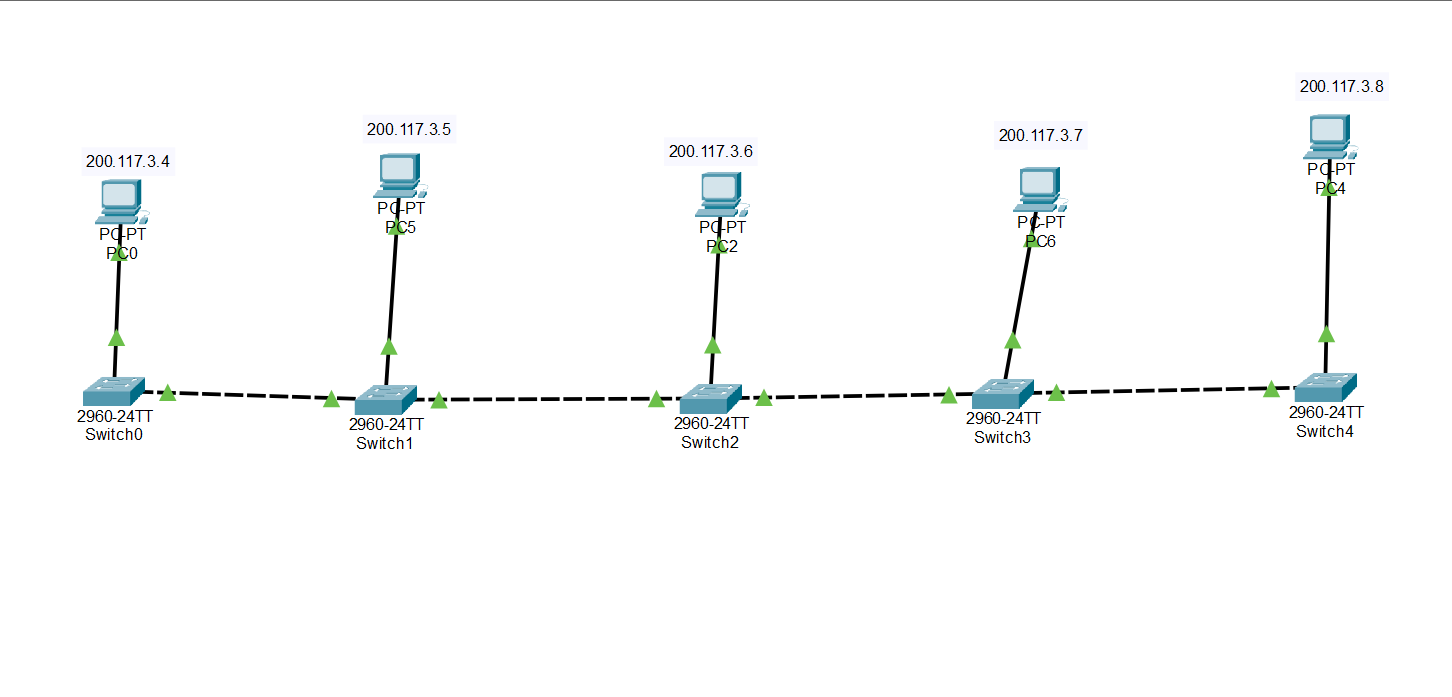 200.117.3.4
PC-PT
PC0
200.117.3.5
PC-PT
PC5
200.117.3.6
PC-PT
PC2
200.117.3.7
PC-PT
PC6
200.117.3.8
PC-PT
PC4
2960-24TT
Switch0
2960-24TT
Switch1
2960-24TT
Switch2
2960-24TT
Switch3
2960-24TT
Switch4